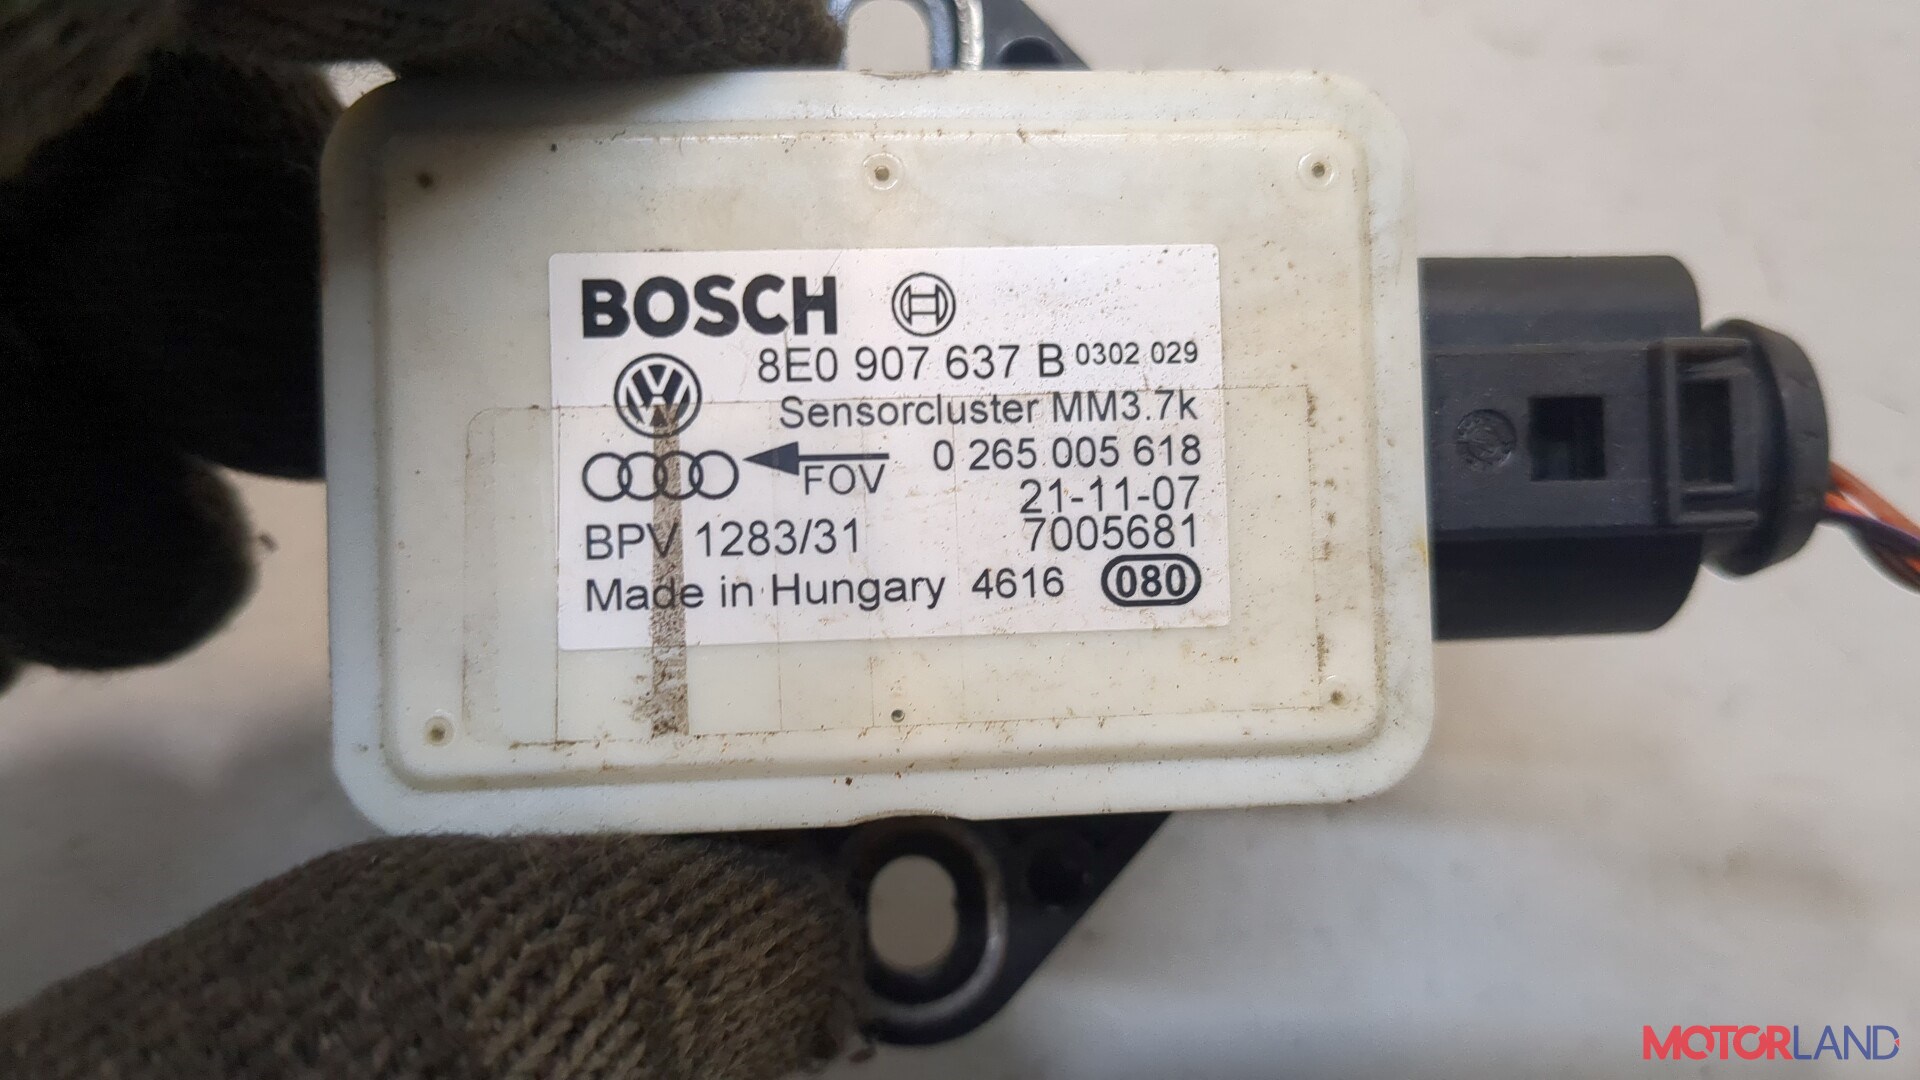 BOSCH
8E0 907 637 B 0302 029
Sensorcluster MM3.7k
0 265 005 618
FOV
21-11-07
BPV 1283/31 7005681
Made in Hungary 4616 080
MOTORLAND